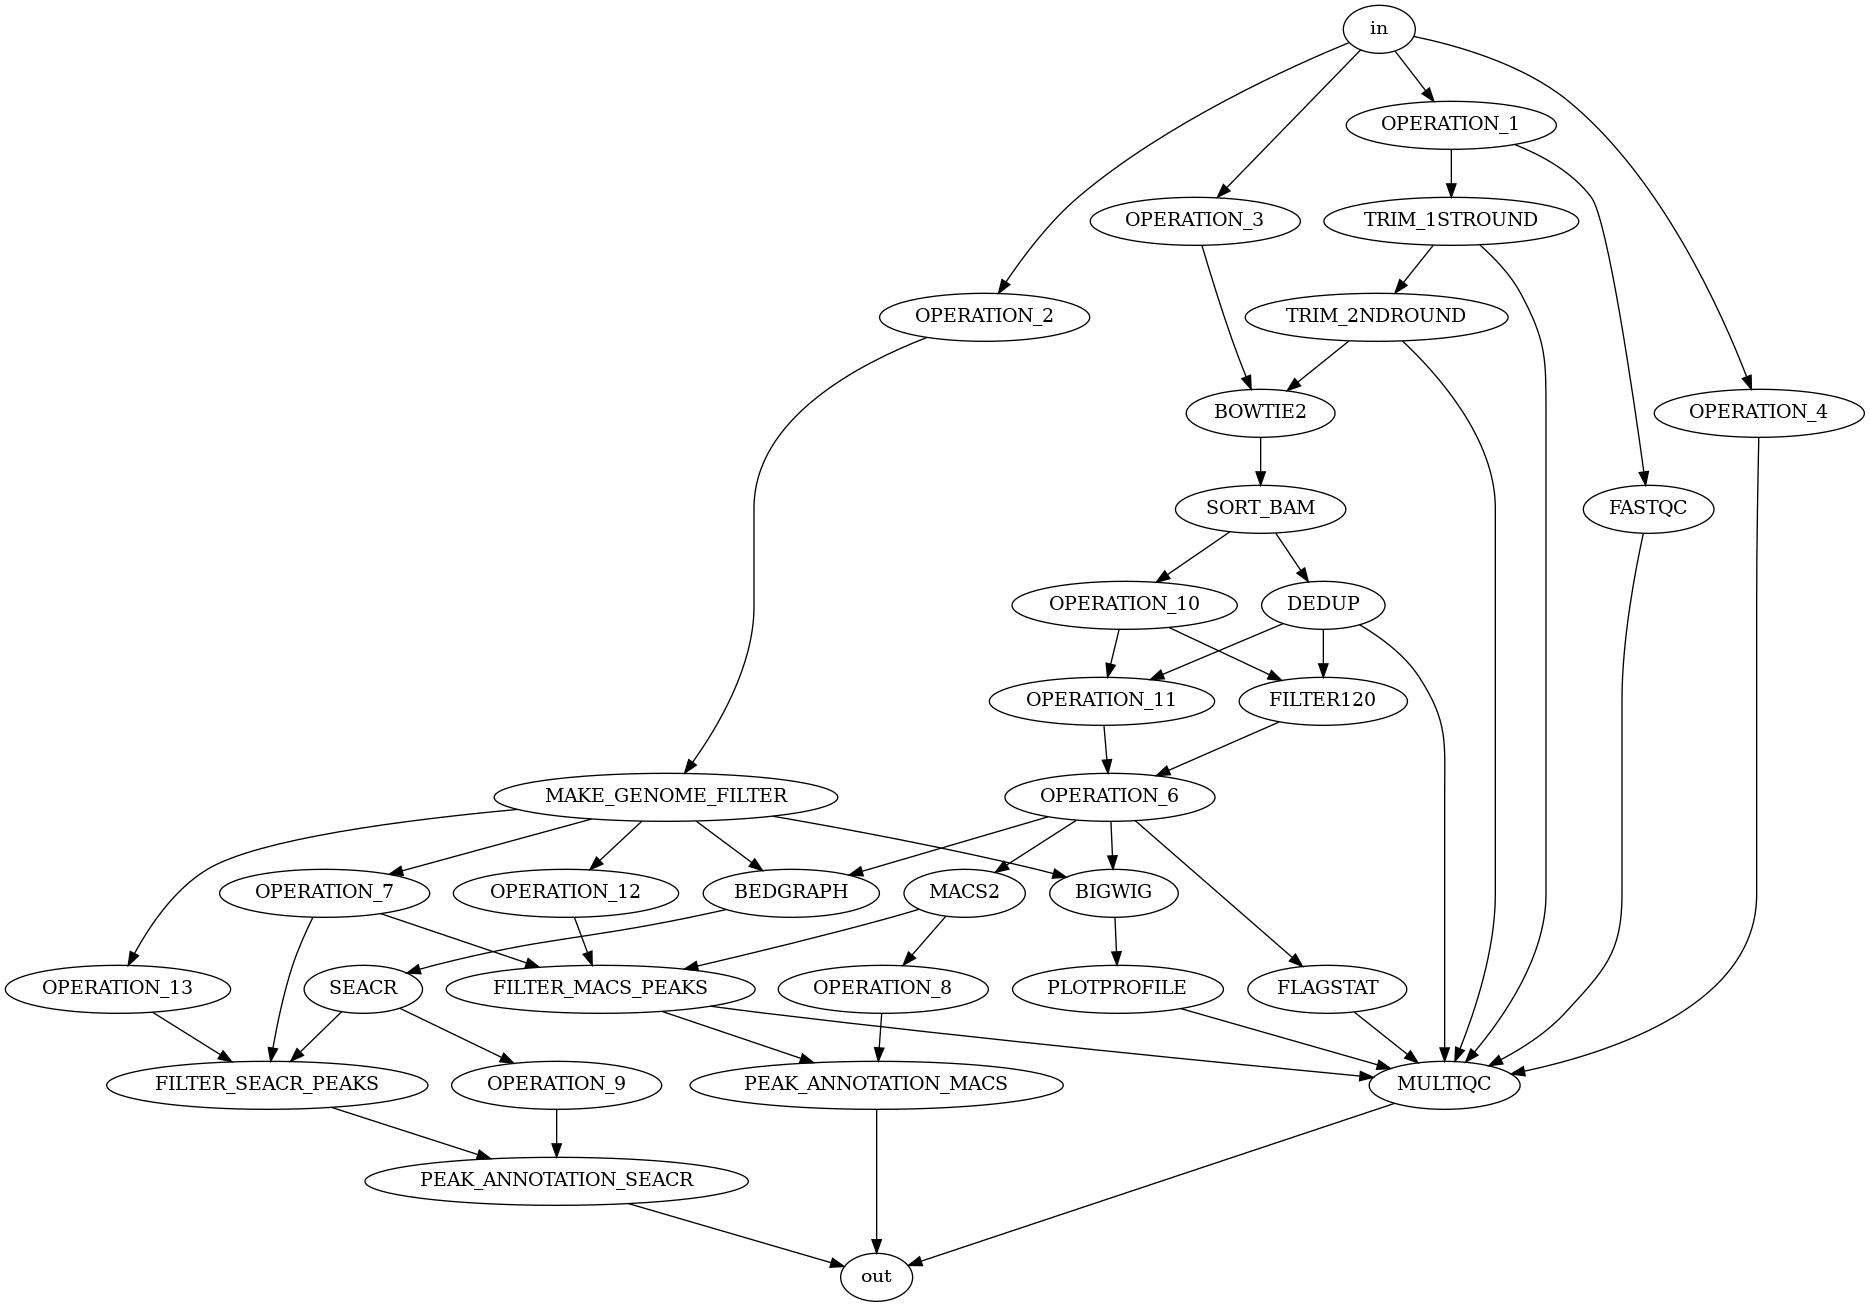 in
OPERATION_1
OPERATION_3
TRIM_1STROUND
OPERATION_2
TRIM_2NDROUND
BOWTIE2
OPERATION_4
SORT_BAM
FASTQC
OPERATION_10
DEDUP
OPERATION_11
FILTER120
MAKE_GENOME_FILTER
OPERATION_6
OPERATION_7
OPERATION_12
BEDGRAPH
MACS2
BIGWIG
OPERATION_13
SEACR
FILTER_MACS_PEAKS
OPERATION_8
PLOTPROFILE
FLAGSTAT
FILTER_SEACR_PEAKS
OPERATION_9
PEAK_ANNOTATION_MACS
MULTIQC
PEAK_ANNOTATION_SEACR
out